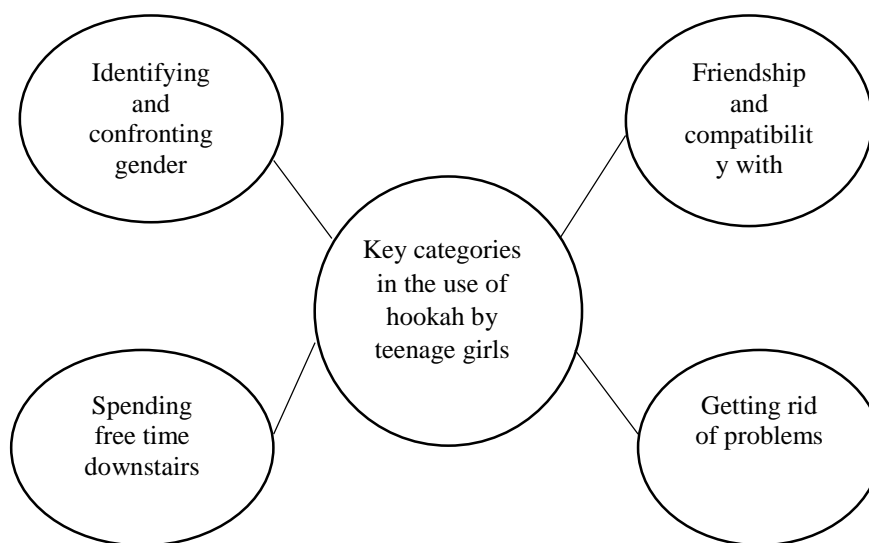 Identifying
and
confronting
gender
Friendship
and
compatibilit
y with
Key categories
in the use of
hookah by
teenage girls
Spending
free time
downstairs
Getting rid
of problems